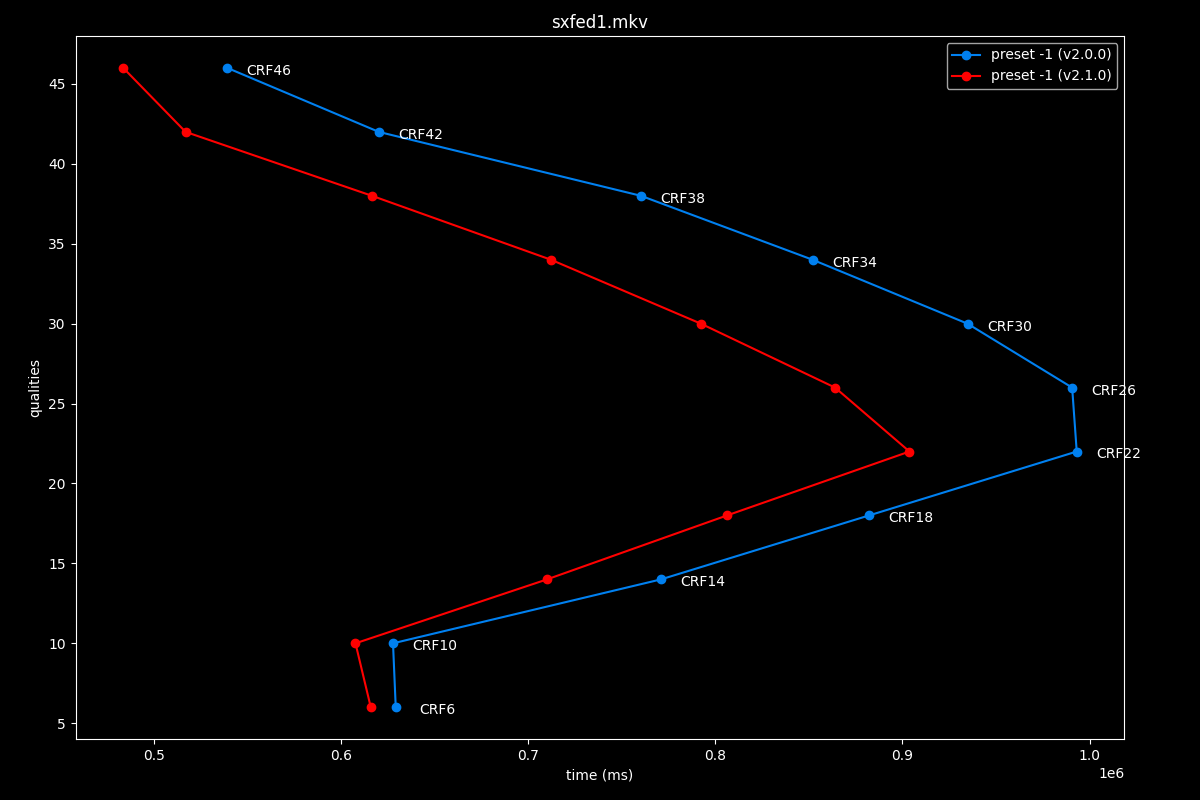 sxfed1.mkv
preset -1 (v2.0.0)
preset -1 (v2.1.0)
CRF46
CRF42
CRF38
CRF34
CRF30
CRF26
CRF22
CRF18
CRF14
CRF10
CRF6
45
40
35
30
25
20
15
10
5
qualities
0.5 0.6 0.7 0.8 0.9 1.0
1e6
time (ms)